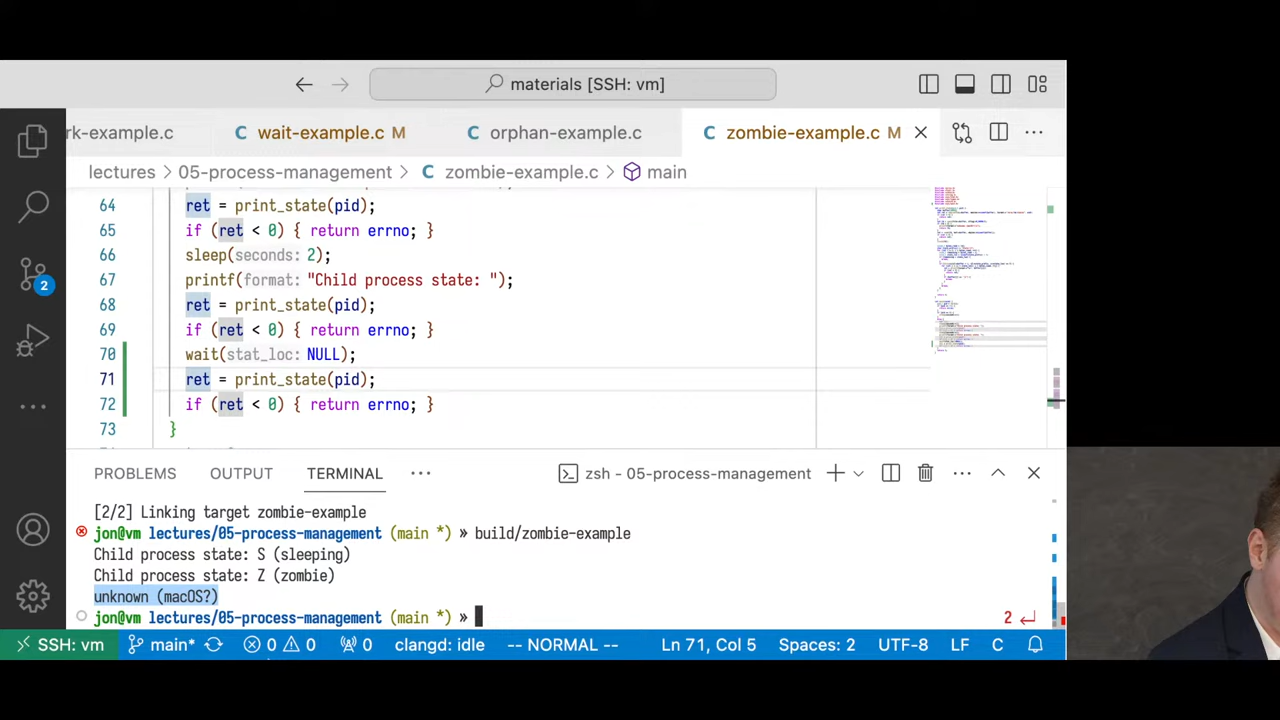 materials [SSH: vm]
rk-example.c
C wait-example.c M
C orphan-example.c
C zombie-example.c M
lectures > 05-process-management > C zombie-example.c > main
64 ret = print_state(pid);
65 if (ret < 0) { return errno; }
66 sleep(seconds: 2);
67 printf(format: "Child process state: ");
68 ret = print_state(pid);
69 if (ret < 0) { return errno; }
70 wait(stat_loc: NULL);
71 ret = print_state(pid);
72 if (ret < 0) { return errno; }
73 }
2
PROBLEMS OUTPUT TERMINAL
zsh - 05-process-management
[2/2] Linking target zombie-example
jon@vm lectures/05-process-management (main *) » build/zombie-example
Child process state: S (sleeping)
Child process state: Z (zombie)
unknown (macOS?)
jon@vm lectures/05-process-management (main *) » 2 ↵
SSH: vm main* 0 0 0 clangd: idle -- NORMAL -- Ln 71, Col 5 Spaces: 2 UTF-8 LF C